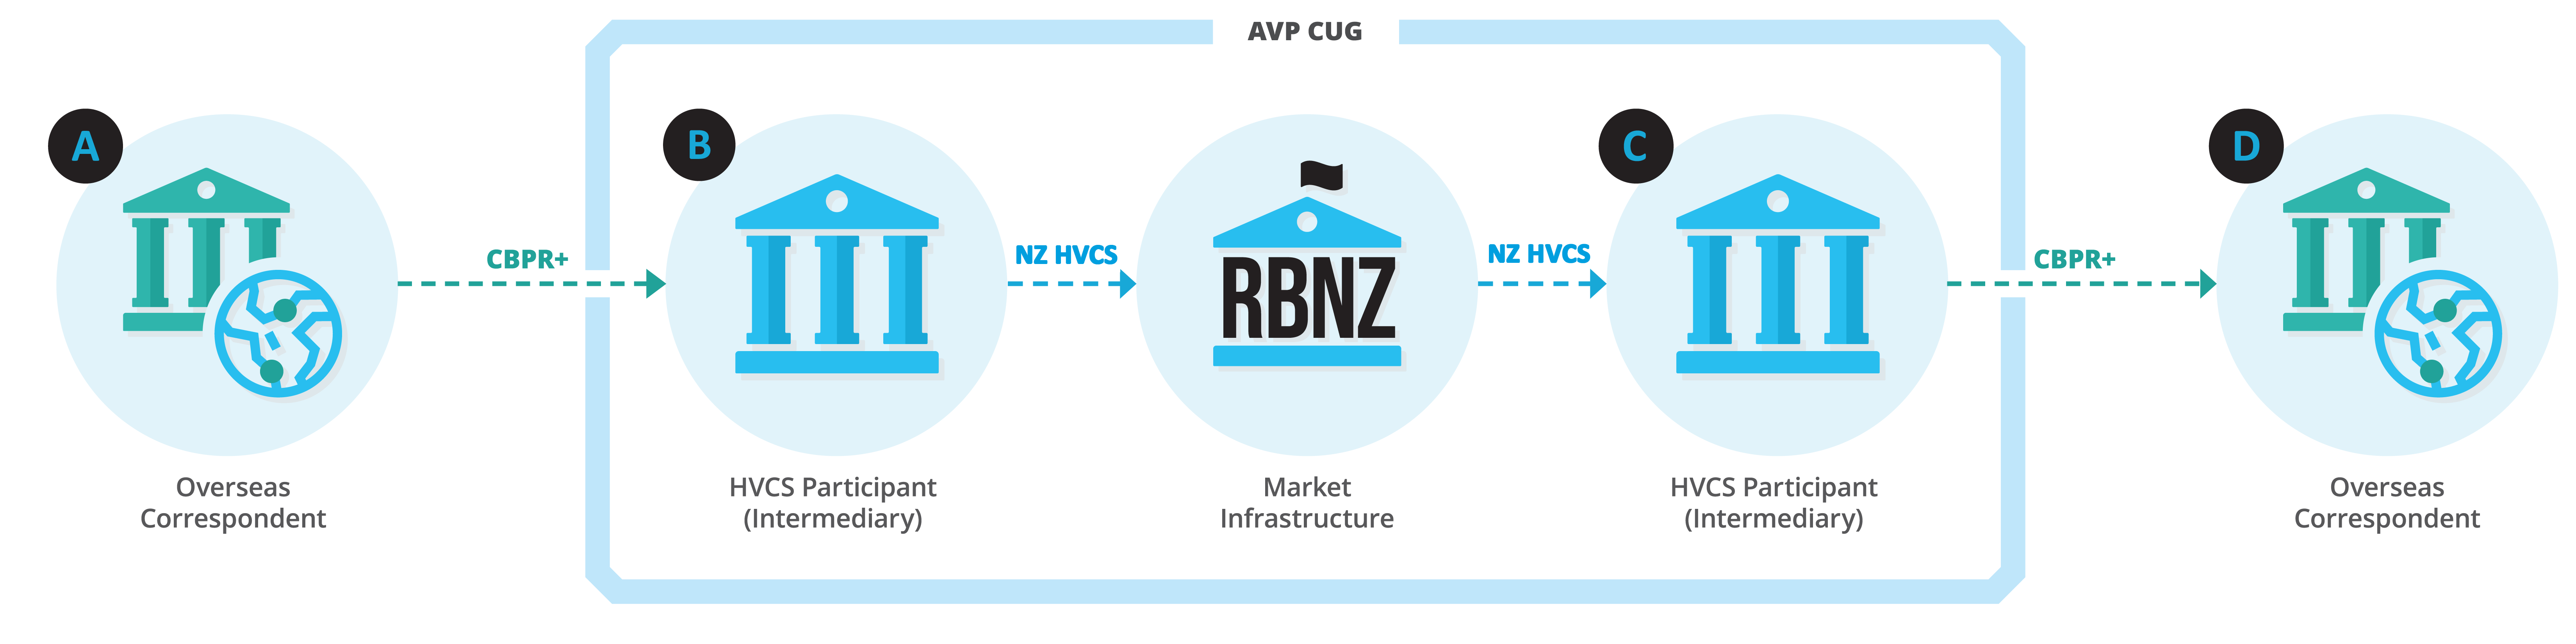 AVP CUG
A
B
C
D
CBPR+
NZ HVCS
NZ HVCS
CBPR+
RBNZ
Overseas
Correspondent
HVCS Participant
(Intermediary)
Market
Infrastructure
HVCS Participant
(Intermediary)
Overseas
Correspondent